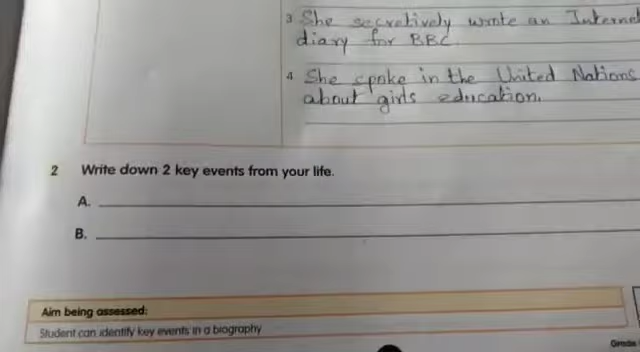 3 She secretively wrote an Internet
diary for BBC
4 She spoke in the United Nations
about girls education.
2 Write down 2 key events from your life.
A.
B.
Aim being assessed:
Student can identify key events in a biography
Grade